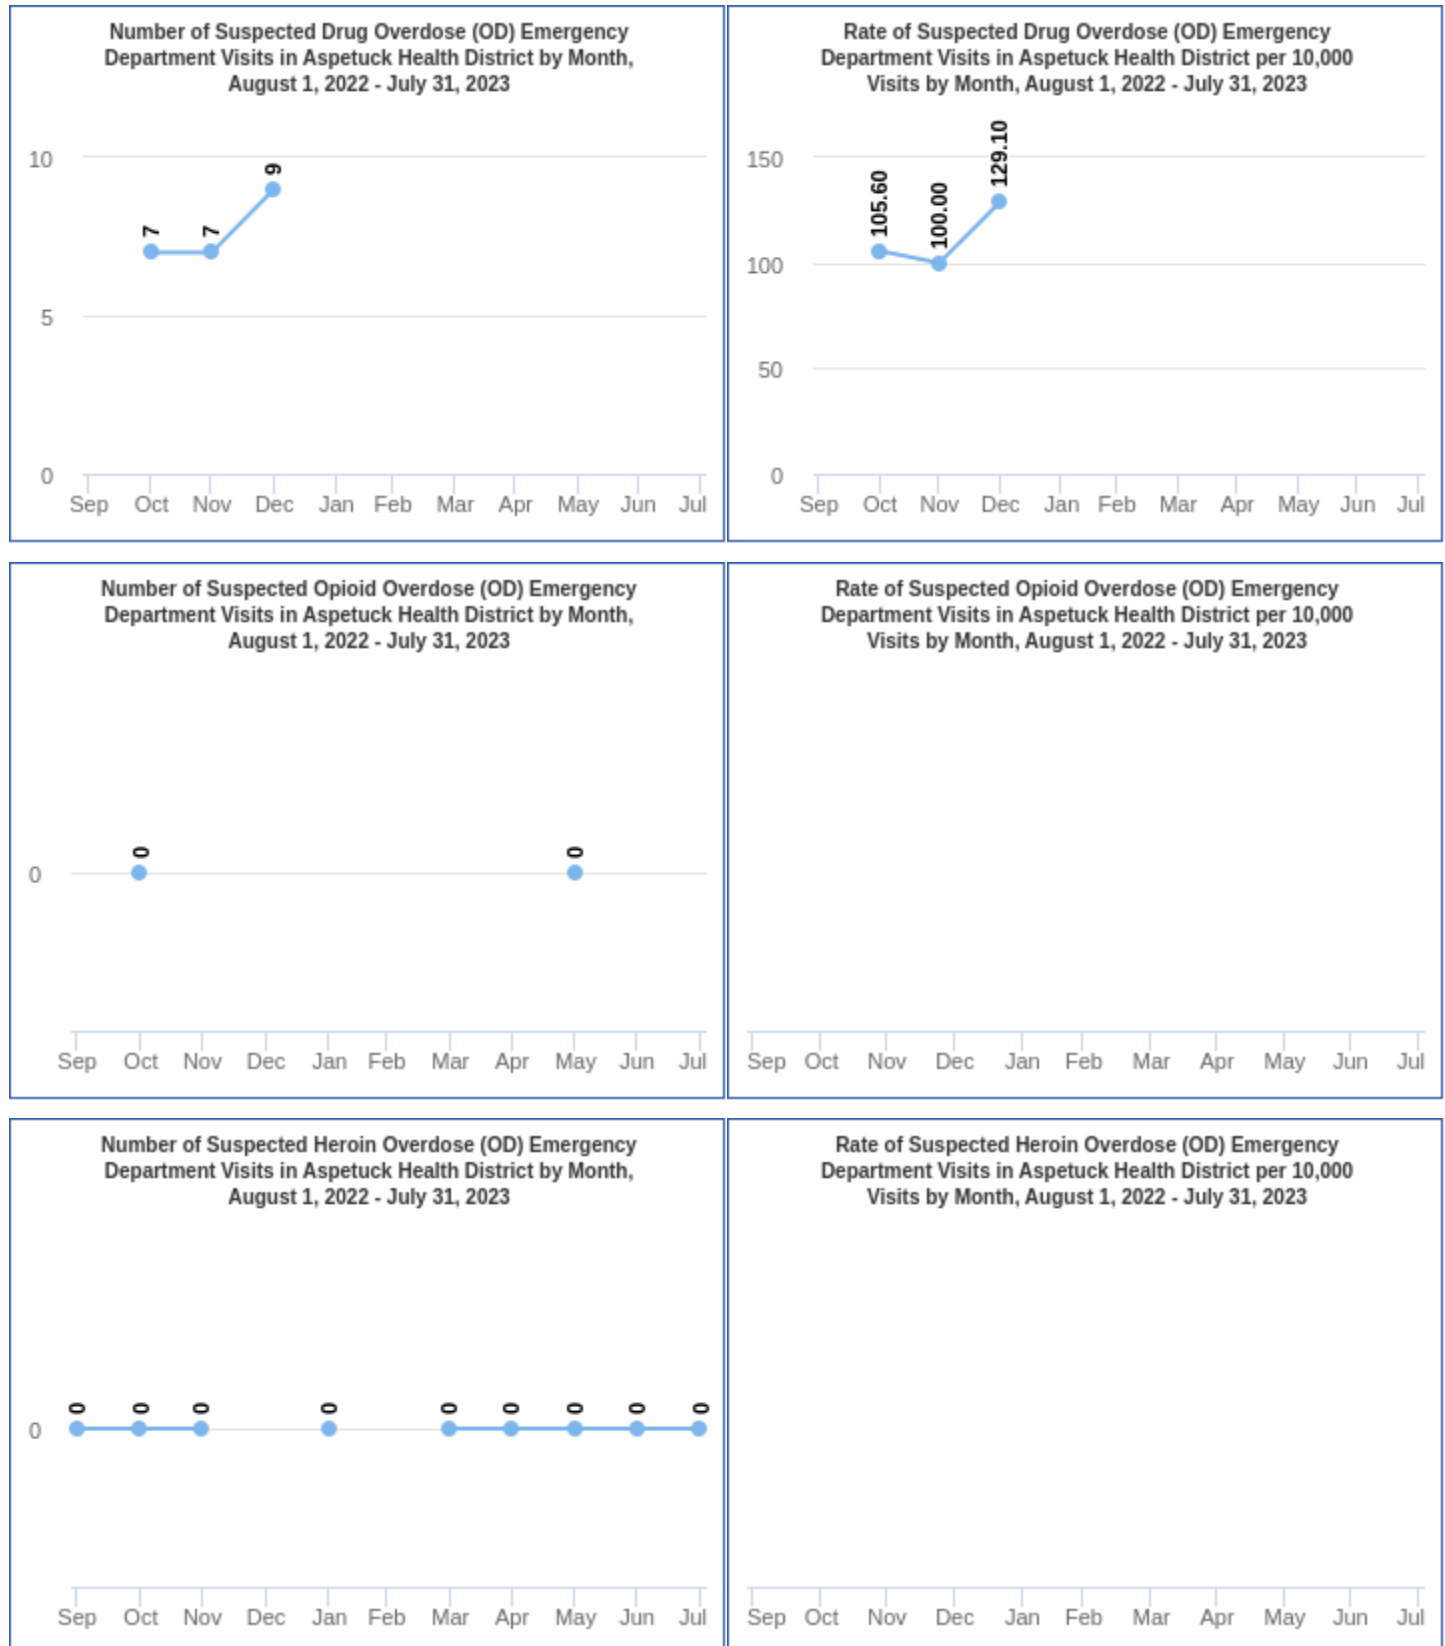 Number of Suspected Drug Overdose (OD) Emergency
Department Visits in Aspetuck Health District by Month,
August 1, 2022 - July 31, 2023
10
5
0
7
7
9
Sep Oct Nov Dec Jan Feb Mar Apr May Jun Jul
Rate of Suspected Drug Overdose (OD) Emergency
Department Visits in Aspetuck Health District per 10,000
Visits by Month, August 1, 2022 - July 31, 2023
150
100
50
0
105.60
100.00
129.10
Sep Oct Nov Dec Jan Feb Mar Apr May Jun Jul
Number of Suspected Opioid Overdose (OD) Emergency
Department Visits in Aspetuck Health District by Month,
August 1, 2022 - July 31, 2023
0
0
0
Sep Oct Nov Dec Jan Feb Mar Apr May Jun Jul
Rate of Suspected Opioid Overdose (OD) Emergency
Department Visits in Aspetuck Health District per 10,000
Visits by Month, August 1, 2022 - July 31, 2023
Sep Oct Nov Dec Jan Feb Mar Apr May Jun Jul
Number of Suspected Heroin Overdose (OD) Emergency
Department Visits in Aspetuck Health District by Month,
August 1, 2022 - July 31, 2023
0
0
0
0
0
0
0
0
0
0
Sep Oct Nov Dec Jan Feb Mar Apr May Jun Jul
Rate of Suspected Heroin Overdose (OD) Emergency
Department Visits in Aspetuck Health District per 10,000
Visits by Month, August 1, 2022 - July 31, 2023
Sep Oct Nov Dec Jan Feb Mar Apr May Jun Jul